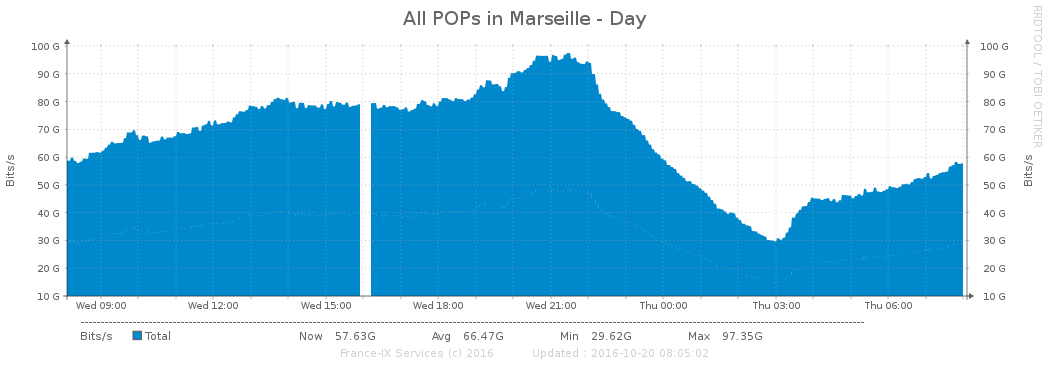 All POPs in Marseille - Day
RRDTOOL / TOBI OETIKER
Bits/s
100 G 100 G
90 G 90 G
80 G 80 G
70 G 70 G
60 G 60 G
50 G 50 G
40 G 40 G
30 G 30 G
20 G 20 G
10 G 10 G
Bits/s
Wed 09:00 Wed 12:00 Wed 15:00 Wed 18:00 Wed 21:00 Thu 00:00 Thu 03:00 Thu 06:00
Bits/s Total Now 57.63G Avg 66.47G Min 29.62G Max 97.35G
France-IX Services (c) 2016 Updated : 2016-10-20 08:05:02